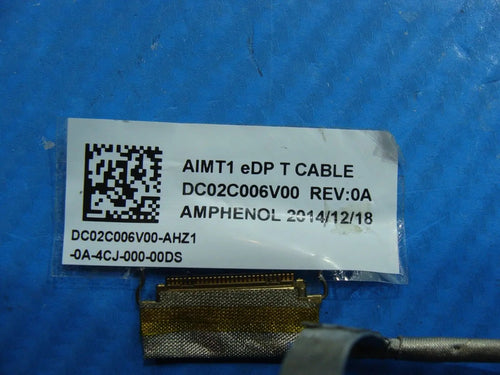 AIMT1 eDP T CABLE
DC02C006V00 REV:0A
AMPHENOL 2014/12/18
DC02C006V00-AHZ1
-0A-4CJ-000-00DS